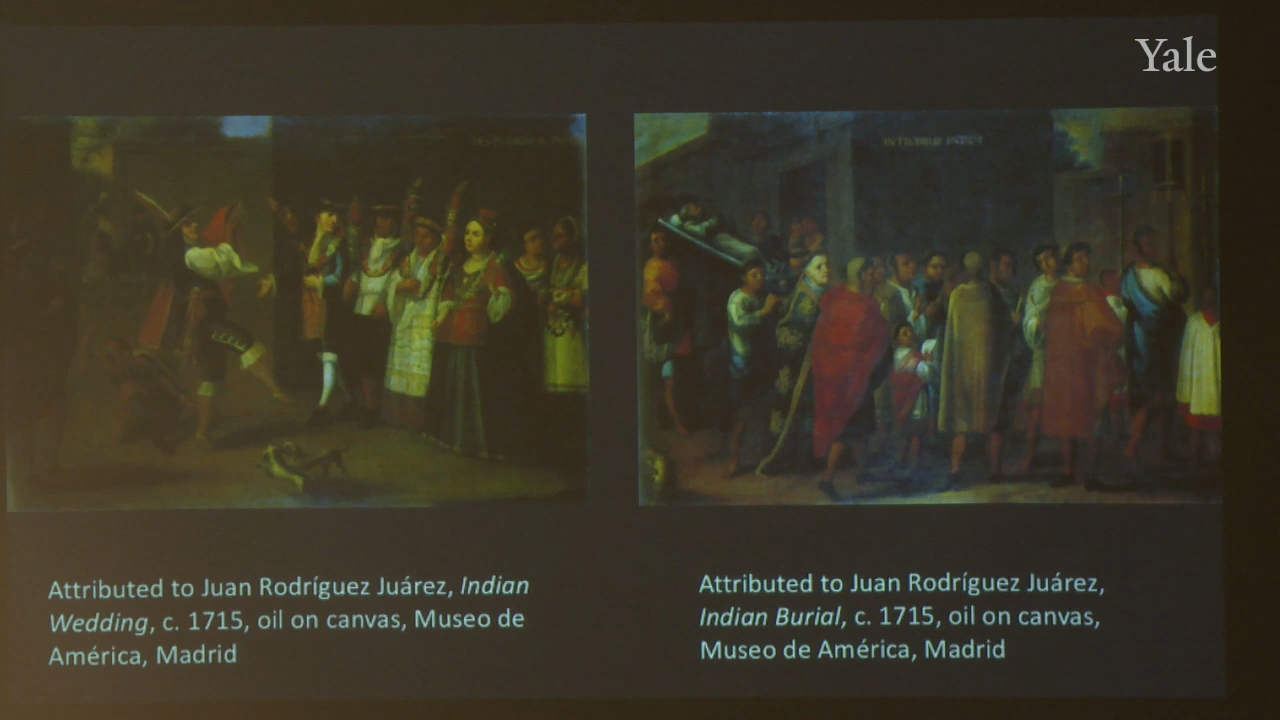 Yale
Attributed to Juan Rodríguez Juárez, Indian
Wedding, c. 1715, oil on canvas, Museo de
América, Madrid
Attributed to Juan Rodríguez Juárez,
Indian Burial, c. 1715, oil on canvas,
Museo de América, Madrid